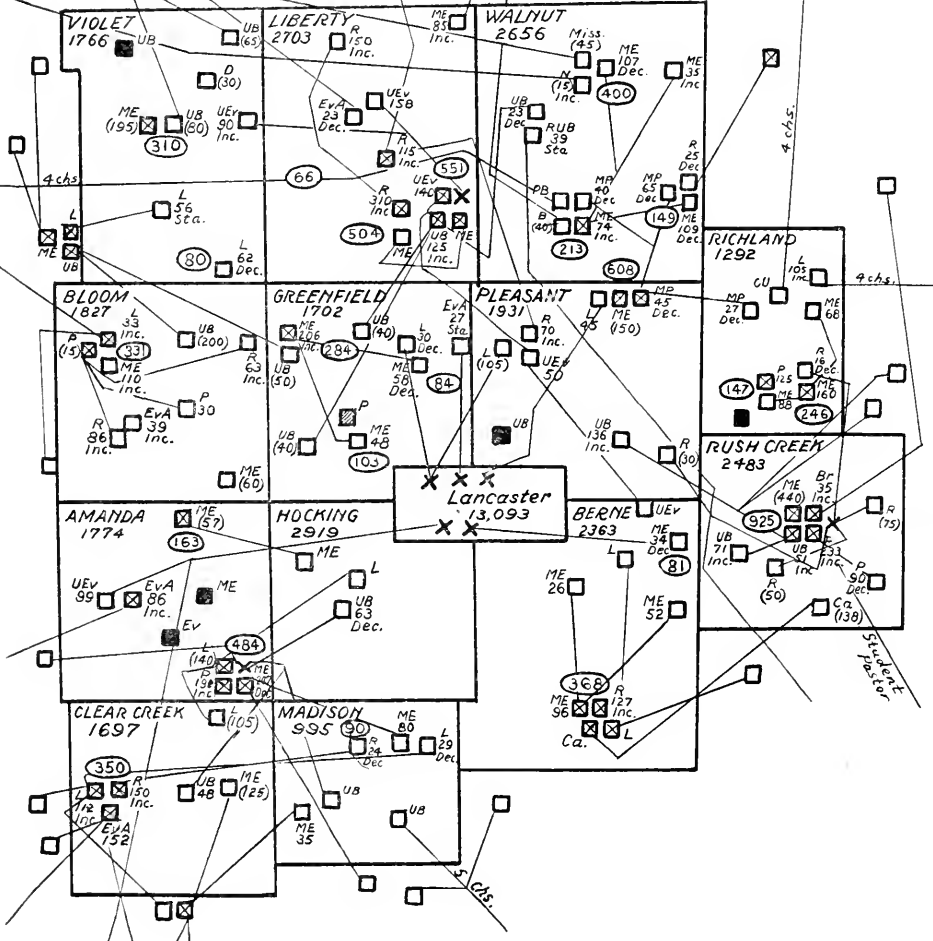 VIOLET
1766
UB
UB
(65)
D
(30)
ME
(195)
UB
(80)
310
UEv
90
Inc.
4 chs.
L
56
Sta.
80
L
62
Dec.
L
ME
UB
LIBERTY
2703
R
150
Inc.
ME
85
Inc.
EvA
23
Dec.
UEv
158
R
115
Inc.
66
551
UEv
140
R
310
Inc
504
ME
UB
125
Inc.
ME
WALNUT
2656
Miss.
(45)
ME
107
Dec.
N
(15)
Inc.
400
ME
35
Inc
UB
23
Dec
RUB
39
Sta
R
25
Dec
PB
MP
40
Dec
MP
65
Dec
B
(40)
ME
74
Inc.
149
ME
109
Dec.
213
608
4 chs.
RICHLAND
1292
L
105
Inc
4 chs.
CU
MP
27
Dec
ME
68
R
16
Dec.
147
P
125
ME
88
ME
160
246
BLOOM
1827
L
33
Inc.
P
(15)
331
ME
110
Inc.
UB
(200)
R
63
Inc.
P
30
EvA
39
Inc.
R
86
Inc
ME
(60)
GREENFIELD
1702
ME
206
Inc.
284
UB
(40)
UB
(50)
L
30
Dec.
EvA
27
Sta
ME
58
Dec
84
P
UB
(40)
ME
48
103
PLEASANT
1931
L
45
ME
(150)
MP
45
Dec.
R
70
Inc.
L
(105)
UE
50
UB
UB
136
Inc
R
(30)
Lancaster
13,093
RUSH CREEK
2483
ME
(440)
Br
35
Inc
925
UB
71
Inc.
UB
51
Inc
233
Inc
R
(75)
R
(50)
P
90
Dec.
Ca
(138)
Student
Pastor
AMANDA
1774
ME
(57)
163
UEv
99
EvA
86
Inc.
ME
Ev
484
L
(140)
P
Inc
ME
HOCKING
2919
ME
L
UB
63
Dec.
BERNE
2363
UEv
ME
34
Dec
81
L
ME
26
ME
52
368
ME
96
R
127
Inc.
Ca.
L
CLEAR CREEK
1697
L
(105)
350
L
112
Inc
R
150
Inc.
EvA
152
UB
48
ME
(125)
MADISON
995
90
R
24
Dec
ME
80
L
29
Dec
UB
ME
35
UB
5 chs.